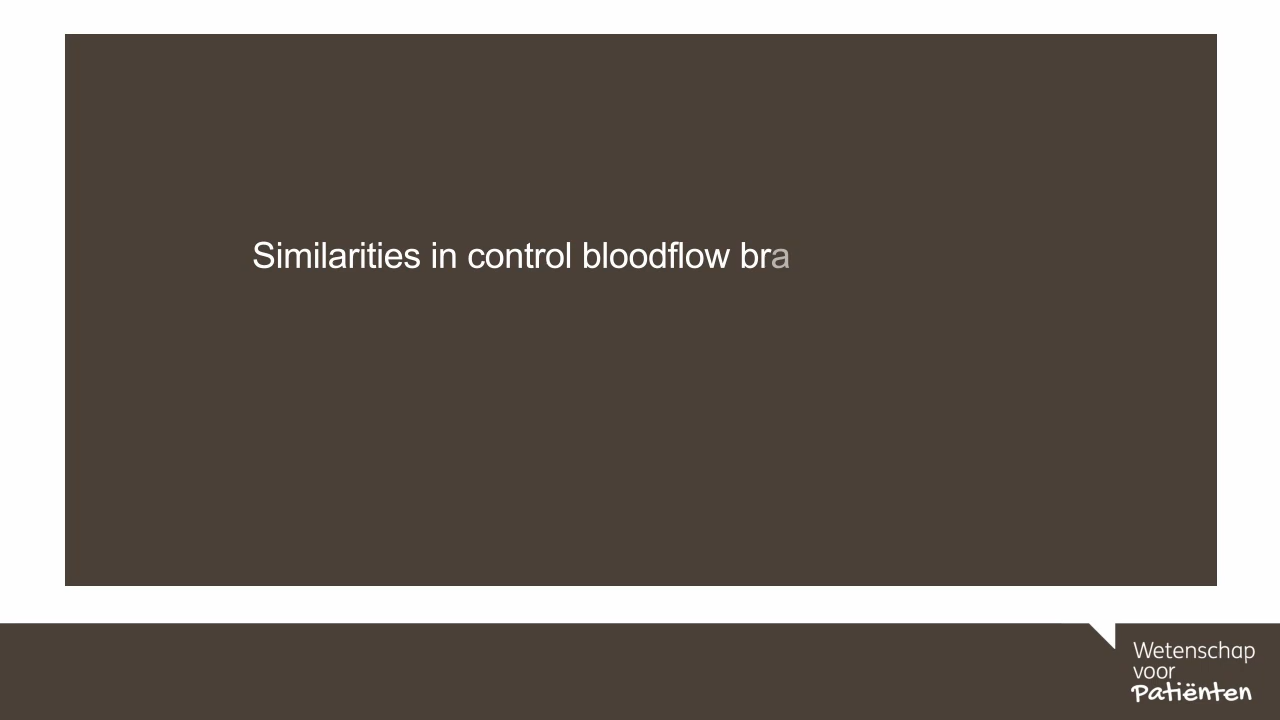 Similarities in control bloodflow bra
Wetenschap
voor
Patiënten